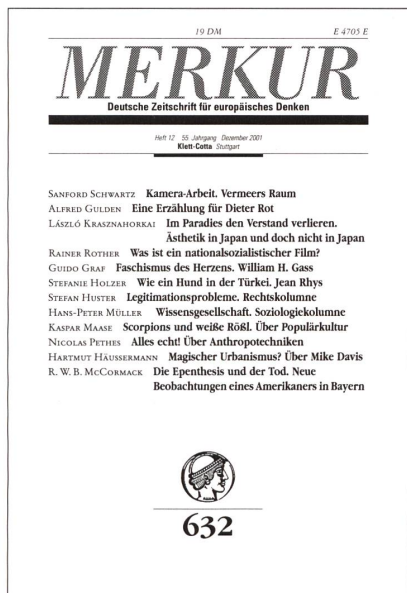 19 DM E 4705 E
MERKUR
Deutsche Zeitschrift für europäisches Denken
Heft 12 55. Jahrgang Dezember 2001
Klett-Cotta Stuttgart
Sanford Schwartz Kamera-Arbeit. Vermeers Raum
Alfred Gulden Eine Erzählung für Dieter Rot
László Krasznahorkai Im Paradies den Verstand verlieren.
Ästhetik in Japan und doch nicht in Japan
Rainer Rother Was ist ein nationalsozialistischer Film?
Guido Graf Faschismus des Herzens. William H. Gass
Stefanie Holzer Wie ein Hund in der Türkei. Jean Rhys
Stefan Huster Legitimationsprobleme. Rechtskolumne
Hans-Peter Müller Wissensgesellschaft. Soziologiekolumne
Kaspar Maase Scorpions und weiße Rößl. Über Populärkultur
Nicolas Pethes Alles echt! Über Anthropotechniken
Hartmut Häussermann Magischer Urbanismus? Über Mike Davis
R. W. B. McCormack Die Epenthesis und der Tod. Neue
Beobachtungen eines Amerikaners in Bayern
632